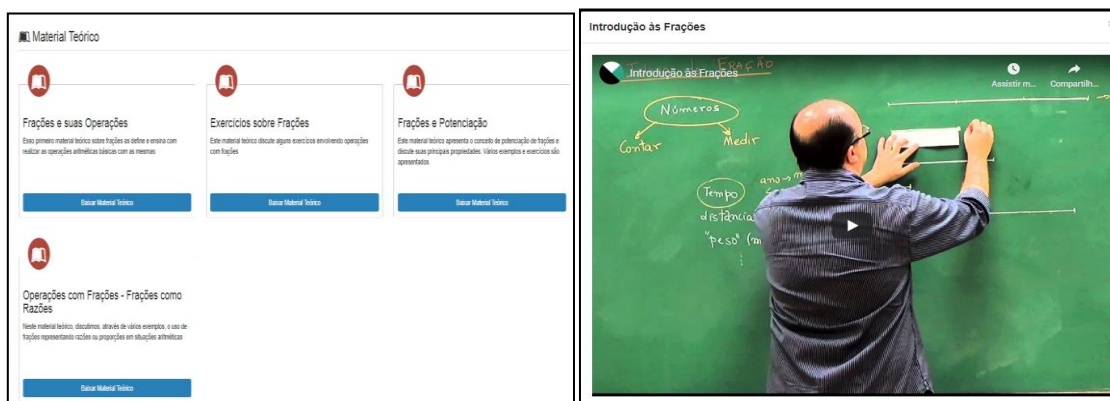 Material Teórico
Frações e suas Operações
Esso primeiro material teórico sobre frações as define e ensina com
realizar as operações aritméticas básicas com as mesmas
Baixar Material Teórico
Exercícios sobre Frações
Este material teórico discute alguns exercícios envolvendo operações
com frações
Baixar Material Teórico
Frações e Potenciação
Este material teórico apresenta o conceito de potenciação de frações e
discute suas principais propriedades. Vários exemplos e exercícios são
apresentados.
Baixar Material Teórico
Operações com Frações - Frações como
Razões
Neste material teórico, discutimos, através de vários exemplos, o uso de
frações representando razões ou proporções em situações aritméticas
Baixar Material Teórico
Introdução às Frações
Introdução às Frações
FRAÇÃO
Assistir m...
Compartilh...
Números
Contar
Medir
Tempo
ano
distância
"peso" (m